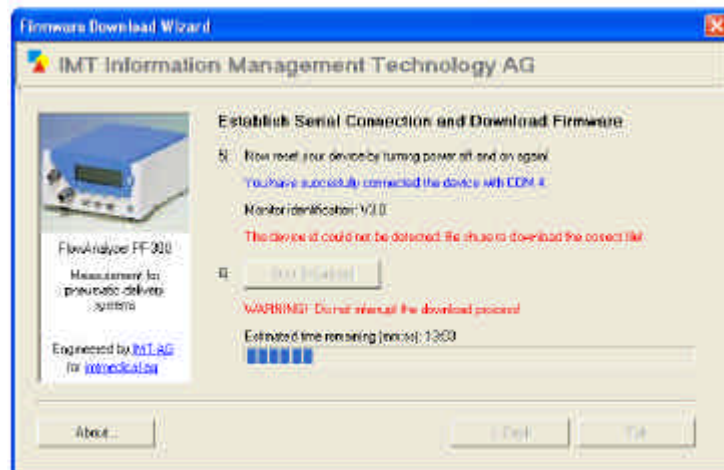 Firmware Download Wizard
IMT Information Management Technology AG
Establish Serial Connection and Download Firmware
5) Now reset your device by turning power off and on again!
You have succesfully connected the device with COM 4
Monitor identification: V3.0
The device id could not be detected. Be shure to download the correct file!
FlowAnalyser PF-300
Measurement for
pneumatic delivery
systems
6)
WARNING! Do not interrupt the download process!
Estimated time remaining [mm:ss]: 13:00
Engineered by IMT AG
for imtmedical ag
About...
Exit